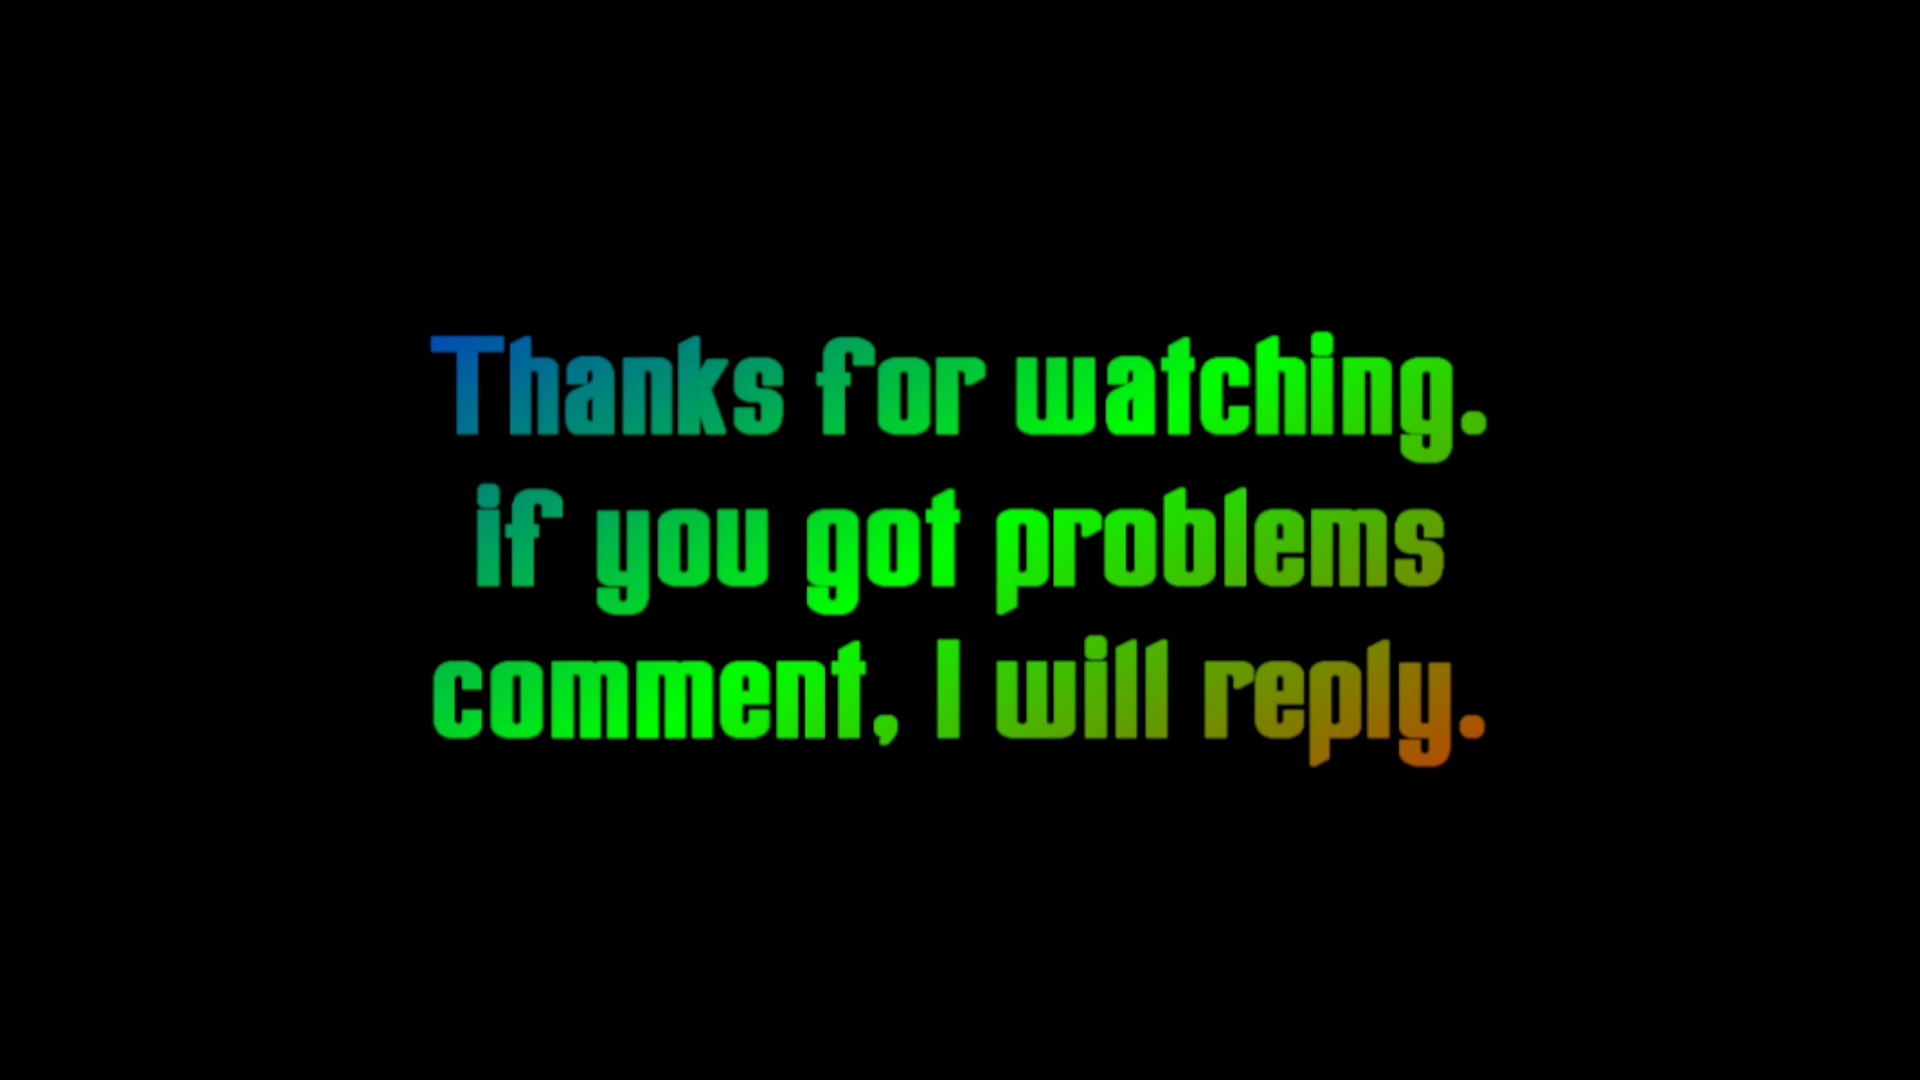 Thanks for watching.
if you got problems
comment, I will reply.